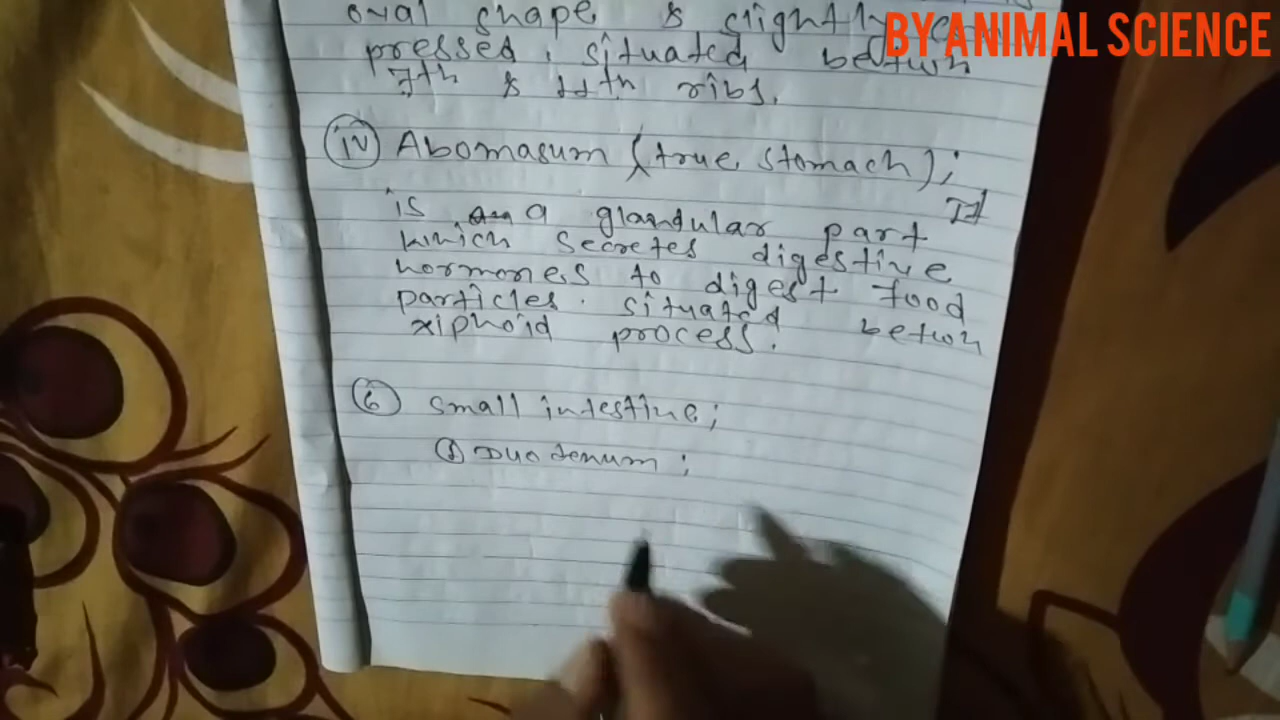 oval shape & slightly
BY ANIMAL SCIENCE
pressed, situated betwn
7th & 11th ribs.
(iv) Abomasum (true stomach);
It
is a glandular part
which secretes digestive
hormones to digest food
particles. situated betwn
xiphoid process.
(6) Small intestine;
(1) Duodenum;